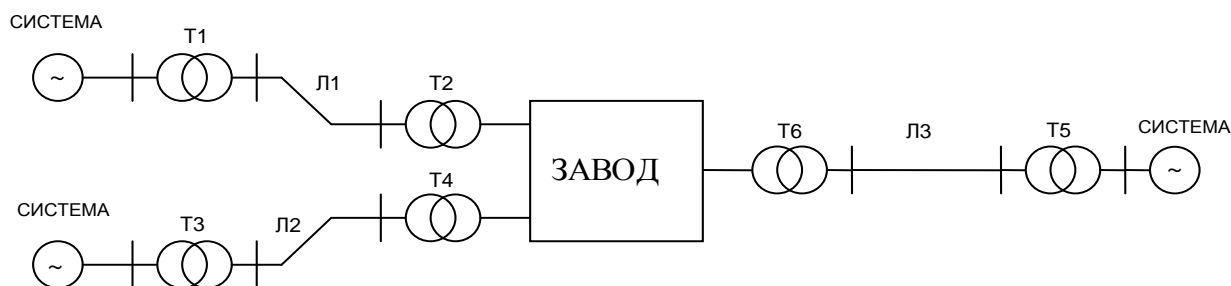 СИСТЕМА
Т1
~
Л1
Т2
ЗАВОД
Т6
Л3
Т5
СИСТЕМА
~
Т4
СИСТЕМА
Т3
Л2
~